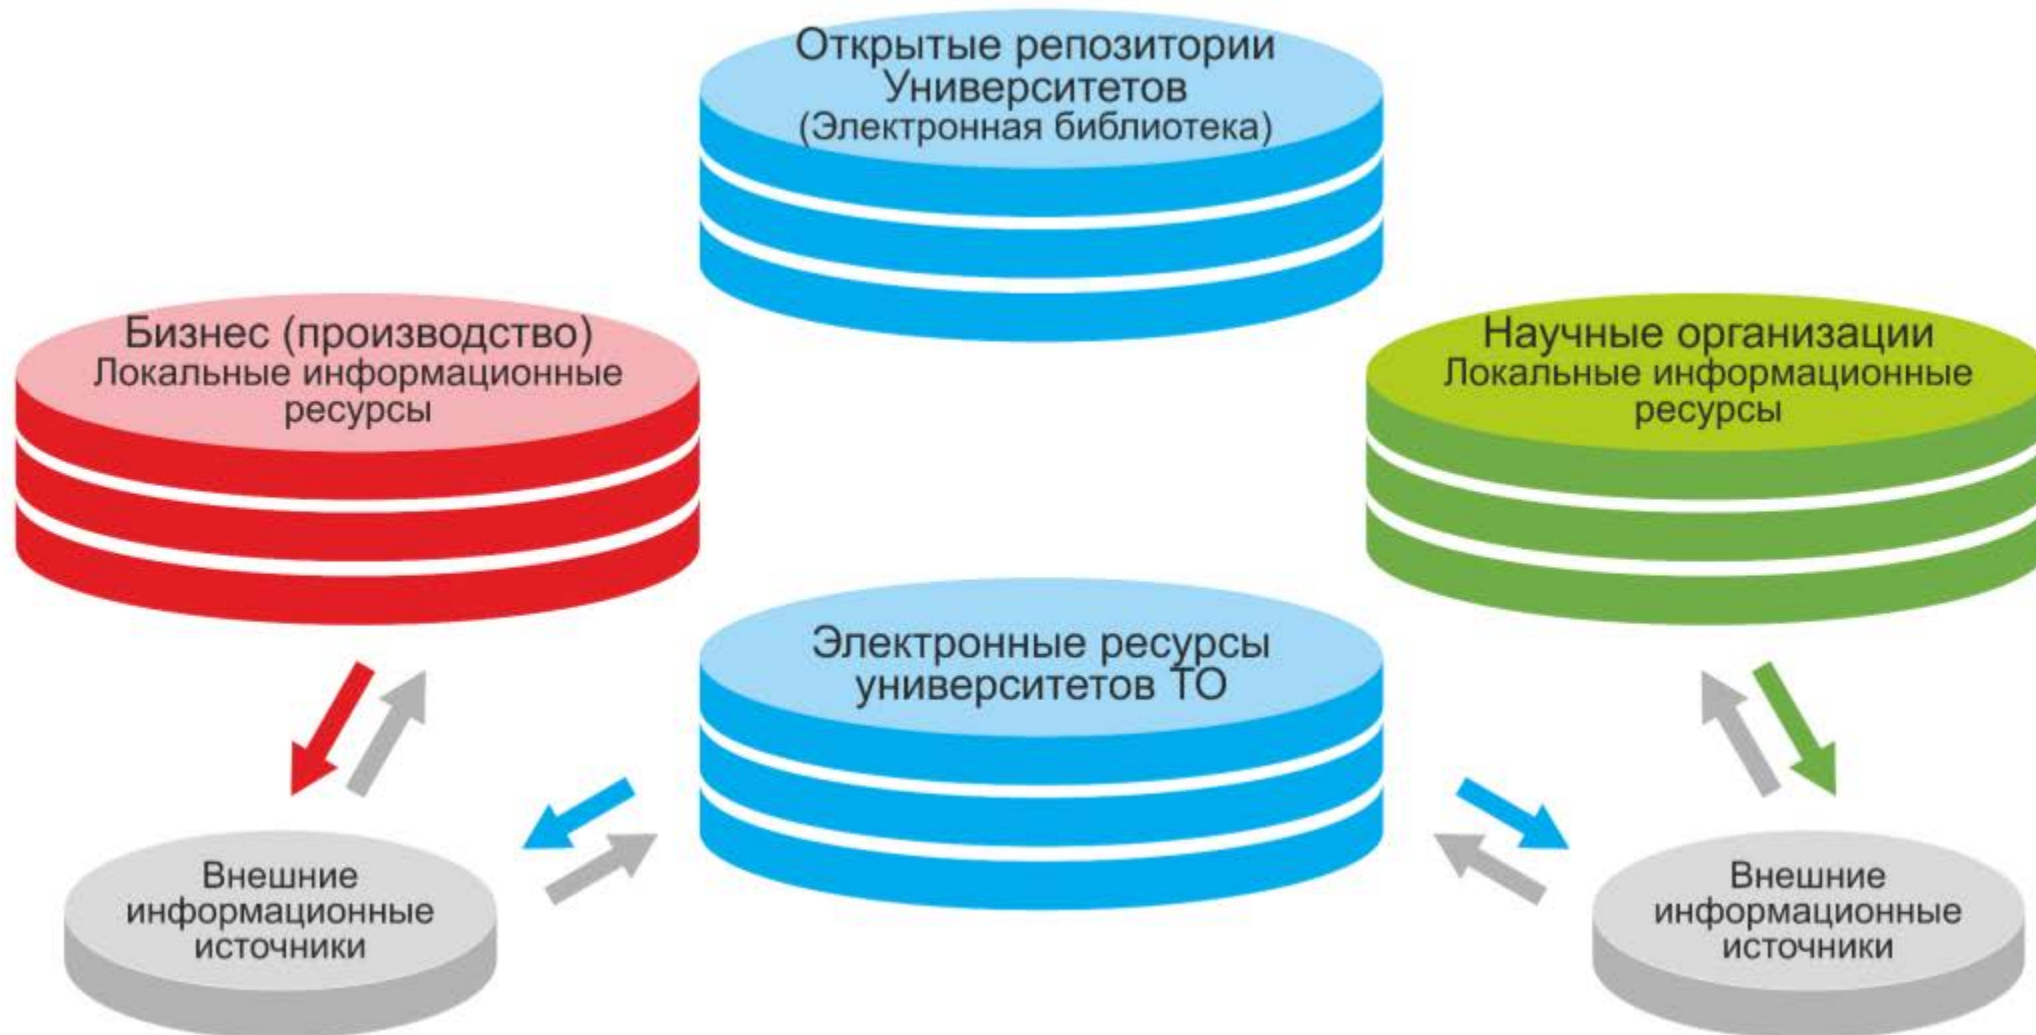 Открытые репозитории
Университетов
(Электронная библиотека)
Бизнес (производство)
Локальные информационные
ресурсы
Научные организации
Локальные информационные
ресурсы
Электронные ресурсы
университетов ТО
Внешние
информационные
источники
Внешние
информационные
источники